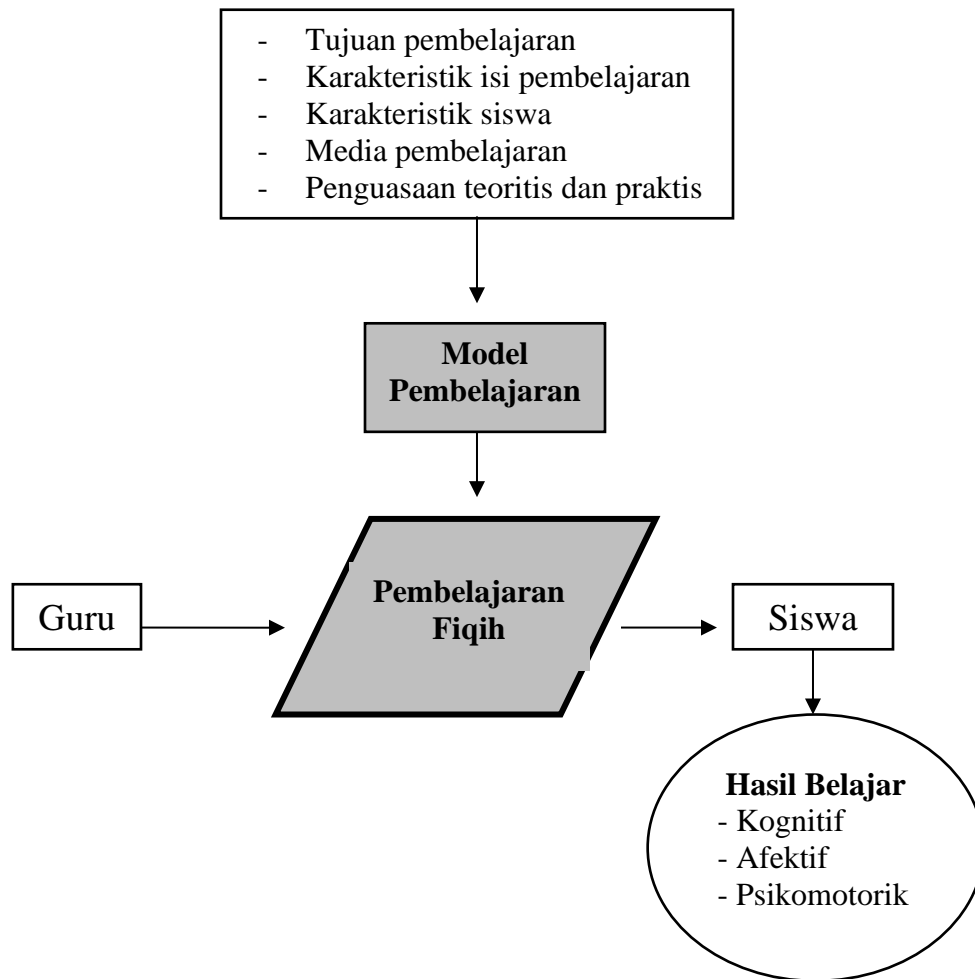 - Tujuan pembelajaran
- Karakteristik isi pembelajaran
- Karakteristik siswa
- Media pembelajaran
- Penguasaan teoritis dan praktis
Model
Pembelajaran
Guru
Pembelajaran
Fiqih
Siswa
Hasil Belajar
- Kognitif
- Afektif
- Psikomotorik